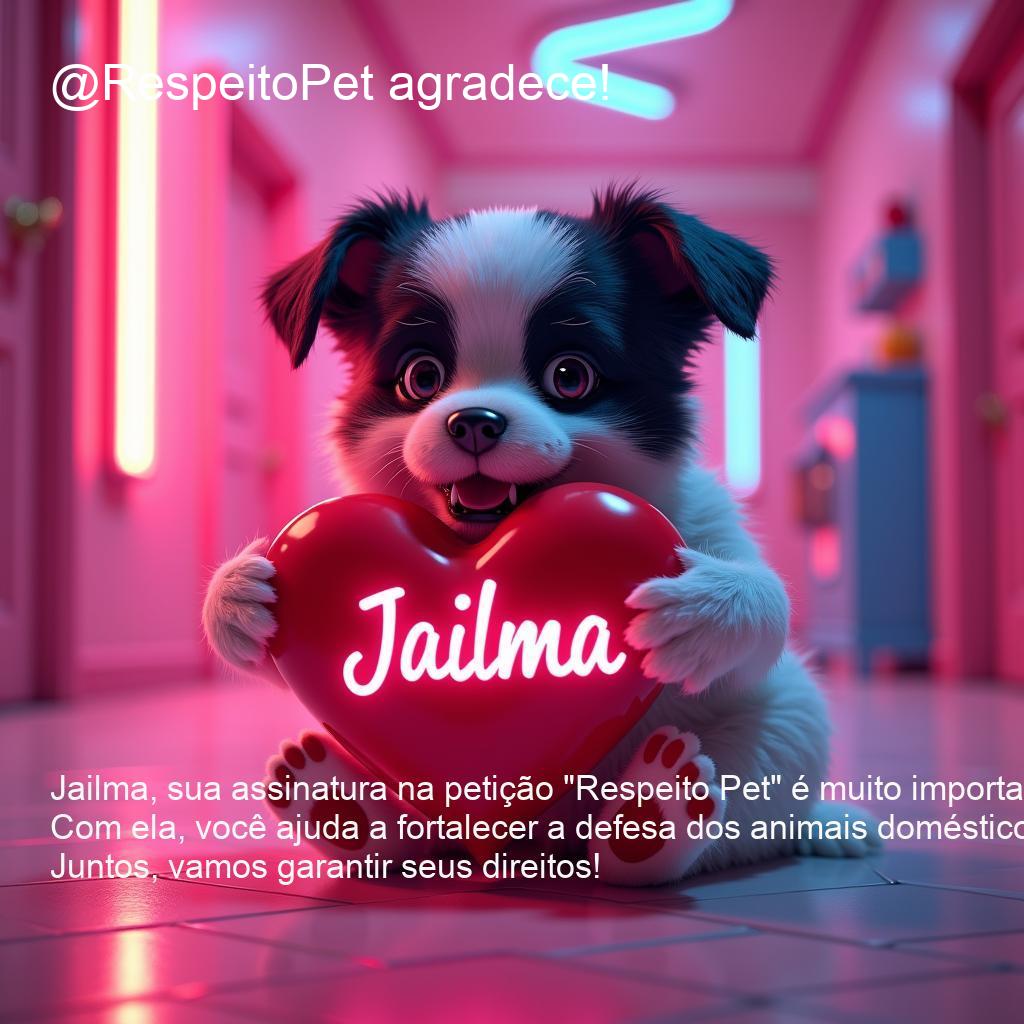 @RespeitoPet agradece!
Jailma
Jailma, sua assinatura na petição "Respeito Pet" é muito importa
Com ela, você ajuda a fortalecer a defesa dos animais doméstico
Juntos, vamos garantir seus direitos!